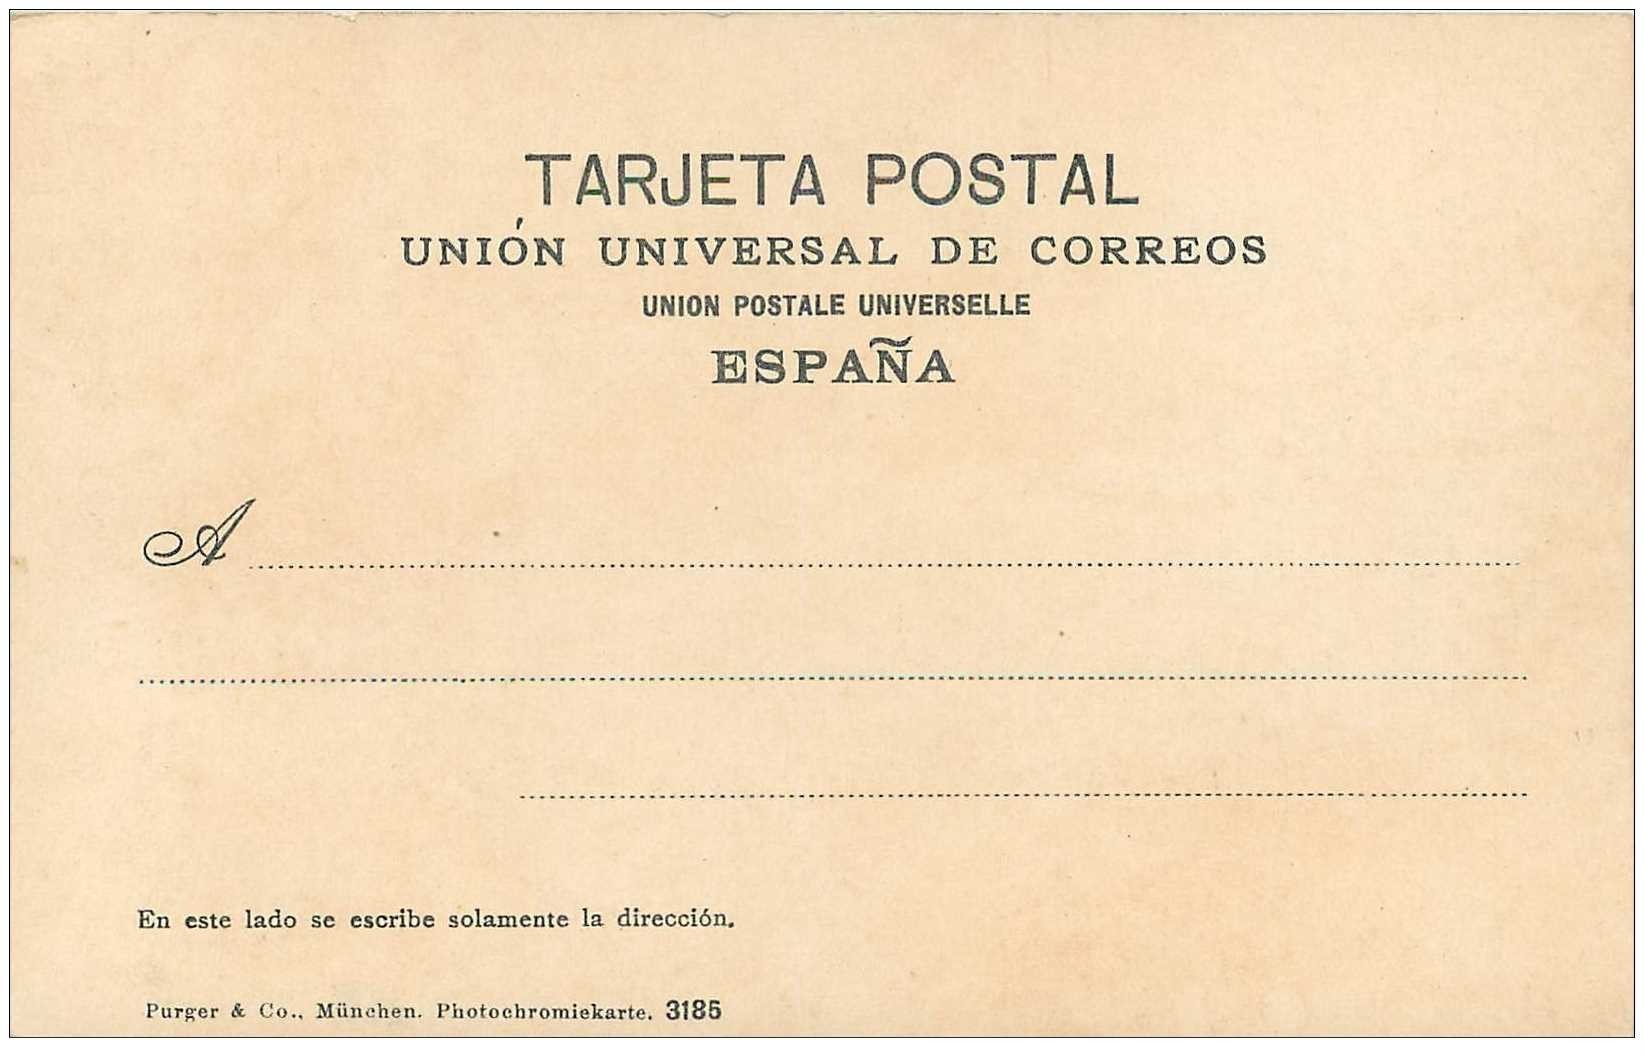 TARJETA POSTAL
UNIÓN UNIVERSAL DE CORREOS
UNION POSTALE UNIVERSELLE
ESPAÑA
A
En este lado se escribe solamente la dirección.
Purger & Co., München. Photochromiekarte. 3185